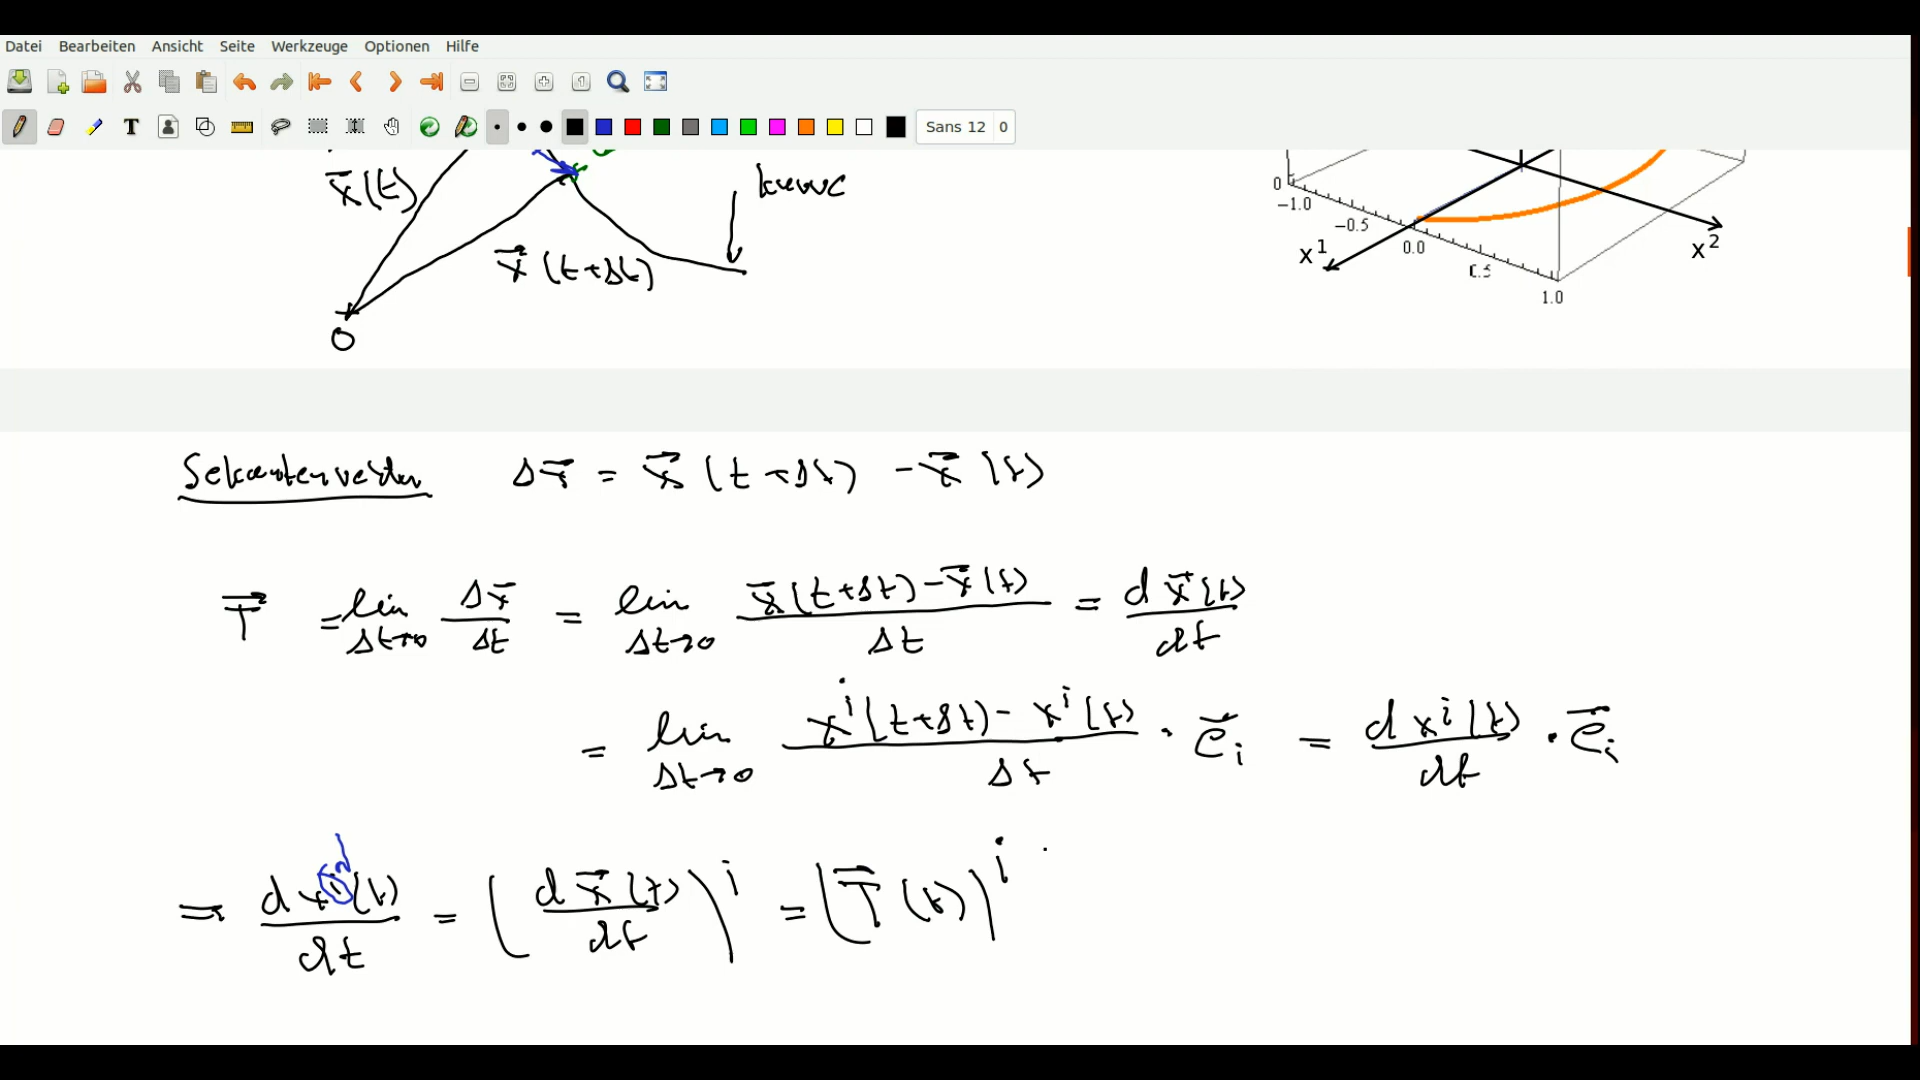 Datei Bearbeiten Ansicht Seite Werkzeuge Optionen Hilfe
T Sans 12 0
x⃗(t)
Kurve
x⃗(t+Δt)
O
0
-1.0
-0.5
0.0
0.5
1.0
x¹
x²
Sekantenvektor Δx⃗ = x⃗(t+Δt) - x⃗(t)
T⃗ = lim Δt→0 Δx⃗/Δt = lim Δt→0 (x⃗(t+Δt) - x⃗(t))/Δt = dx⃗(t)/dt
= lim Δt→0 (xⁱ(t+Δt) - xⁱ(t))/Δt · e⃗ᵢ = dxⁱ(t)/dt · e⃗ᵢ
⇒ dxⁱ(t)/dt = (dx⃗(t)/dt)ⁱ = (T⃗(t))ⁱ